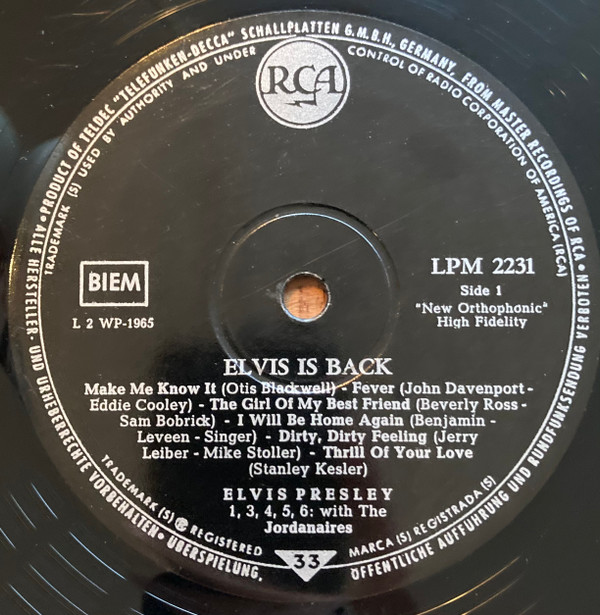 • PRODUCT OF TELDEC "TELEFUNKEN-DECCA" SCHALLPLATTEN G.M.B.H., GERMANY, FROM MASTER RECORDINGS OF RCA •
TRADEMARK (S) USED BY AUTHORITY AND UNDER CONTROL OF RADIO CORPORATION OF AMERICA (RCA)
RCA
BIEM
L 2 WP-1965
LPM 2231
Side 1
"New Orthophonic"
High Fidelity
ELVIS IS BACK
Make Me Know It (Otis Blackwell) - Fever (John Davenport -
Eddie Cooley) - The Girl Of My Best Friend (Beverly Ross -
Sam Bobrick) - I Will Be Home Again (Benjamin -
Leveen - Singer) - Dirty, Dirty Feeling (Jerry
Leiber - Mike Stoller) - Thrill Of Your Love
(Stanley Kesler)
ELVIS PRESLEY
1, 3, 4, 5, 6: with The
Jordanaires
TRADEMARK (S) ® REGISTERED
MARCA (S) REGISTRADA (S)
33
ALLE HERSTELLER- UND URHEBERRECHTE VORBEHALTEN • ÜBERSPIELUNG, ÖFFENTLICHE AUFFÜHRUNG UND RUNDFUNKSENDUNG VERBOTEN